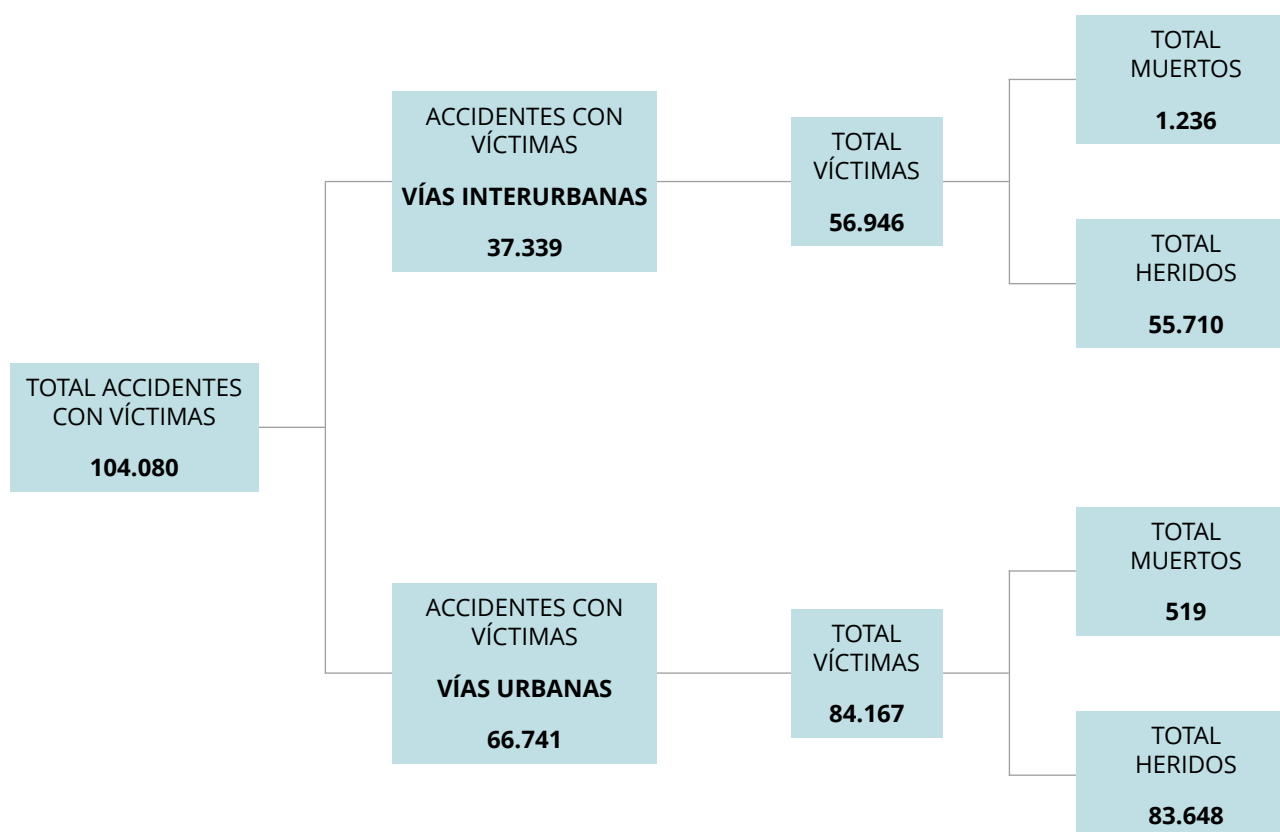 TOTAL ACCIDENTES
CON VÍCTIMAS
104.080
ACCIDENTES CON
VÍCTIMAS
VÍAS INTERURBANAS
37.339
TOTAL
VÍCTIMAS
56.946
TOTAL
MUERTOS
1.236
TOTAL
HERIDOS
55.710
ACCIDENTES CON
VÍCTIMAS
VÍAS URBANAS
66.741
TOTAL
VÍCTIMAS
84.167
TOTAL
MUERTOS
519
TOTAL
HERIDOS
83.648